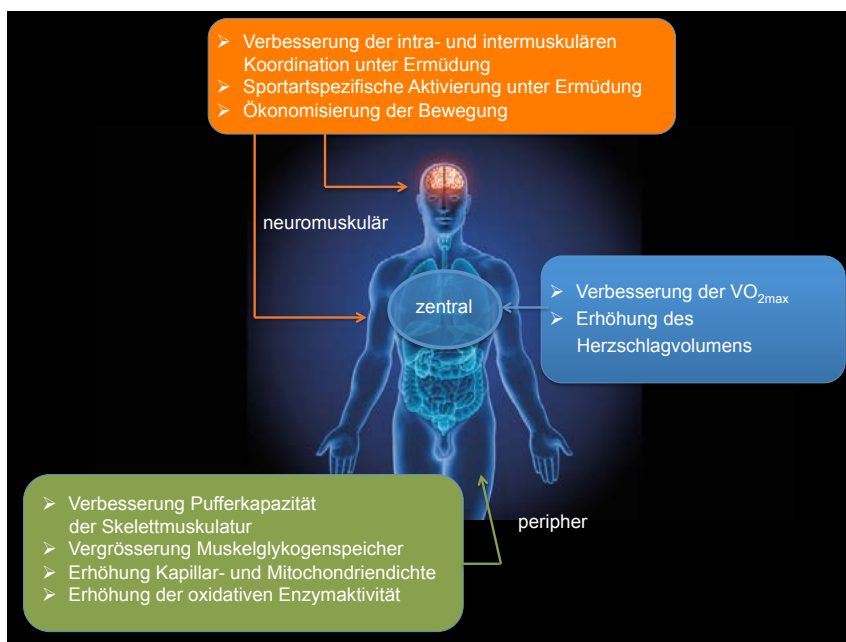 ➢ Verbesserung der intra- und intermuskulären
Koordination unter Ermüdung
➢ Sportartspezifische Aktivierung unter Ermüdung
➢ Ökonomisierung der Bewegung
neuromuskulär
zentral
➢ Verbesserung der VO2max
➢ Erhöhung des
Herzschlagvolumens
➢ Verbesserung Pufferkapazität
der Skelettmuskulatur
➢ Vergrösserung Muskelglykogenspeicher
➢ Erhöhung Kapillar- und Mitochondriendichte
➢ Erhöhung der oxidativen Enzymaktivität
peripher